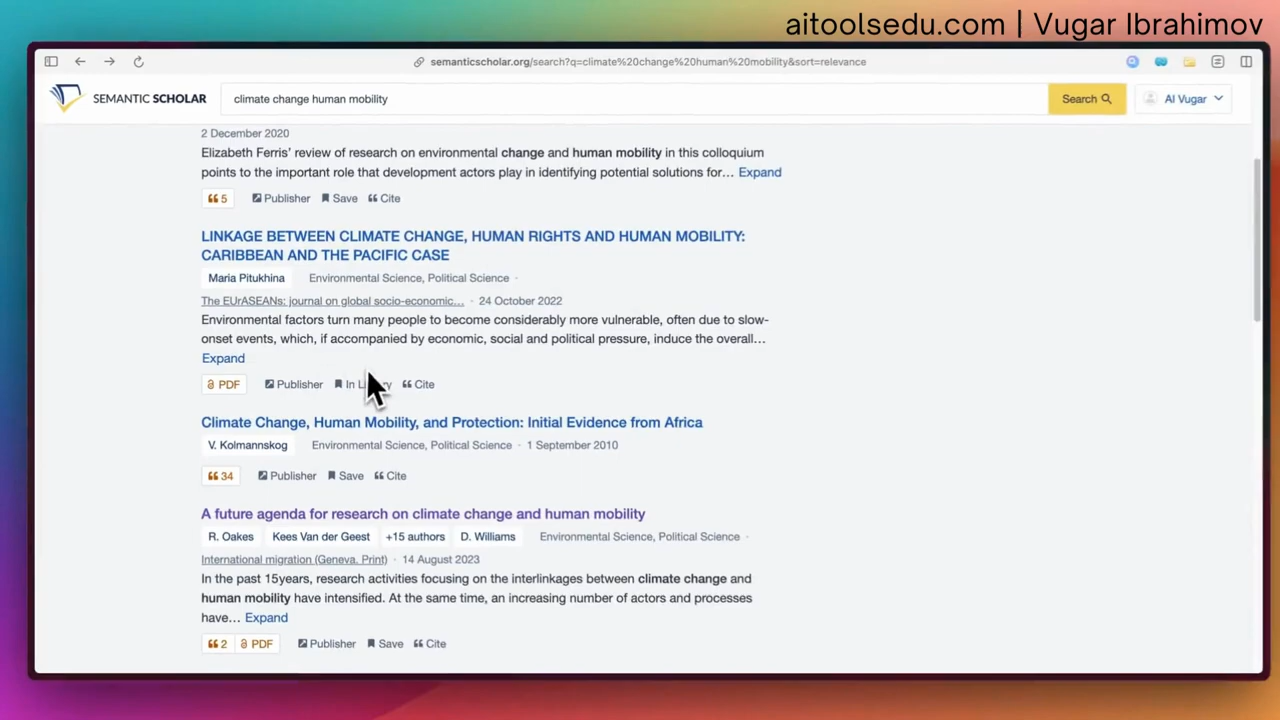 aitoolsedu.com | Vugar Ibrahimov
semanticscholar.org/search?q=climate%20change%20human%20mobility&sort=relevance
SEMANTIC SCHOLAR
climate change human mobility
Search
AI Vugar
2 December 2020
Elizabeth Ferris' review of research on environmental change and human mobility in this colloquium
points to the important role that development actors play in identifying potential solutions for… Expand
5 Publisher Save Cite
LINKAGE BETWEEN CLIMATE CHANGE, HUMAN RIGHTS AND HUMAN MOBILITY:
CARIBBEAN AND THE PACIFIC CASE
Maria Pitukhina Environmental Science, Political Science ·
The EUrASEANs: journal on global socio-economic… · 24 October 2022
Environmental factors turn many people to become considerably more vulnerable, often due to slow-
onset events, which, if accompanied by economic, social and political pressure, induce the overall…
Expand
PDF Publisher In Cite
Climate Change, Human Mobility, and Protection: Initial Evidence from Africa
V. Kolmannskog Environmental Science, Political Science · 1 September 2010
34 Publisher Save Cite
A future agenda for research on climate change and human mobility
R. Oakes Kees Van der Geest +15 authors D. Williams Environmental Science, Political Science ·
International migration (Geneva. Print) · 14 August 2023
In the past 15years, research activities focusing on the interlinkages between climate change and
human mobility have intensified. At the same time, an increasing number of actors and processes
have… Expand
2 PDF Publisher Save Cite